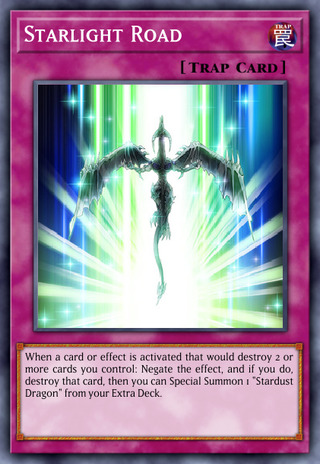 Starlight Road
TRAP
罠
[Trap Card]
When a card or effect is activated that would destroy 2 or
more cards you control: Negate the effect, and if you do,
destroy that card, then you can Special Summon 1 "Stardust
Dragon" from your Extra Deck.